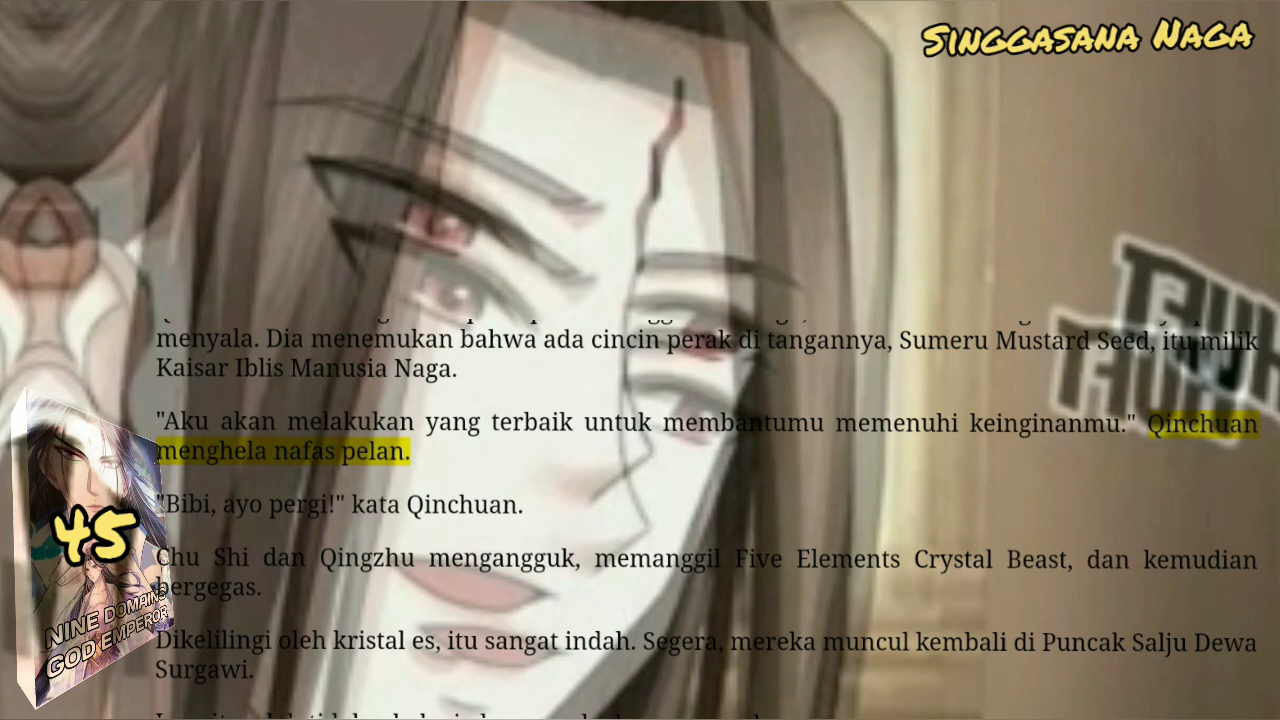 Singgasana Naga
menyala. Dia menemukan bahwa ada cincin perak di tangannya, Sumeru Mustard Seed, itu milik
Kaisar Iblis Manusia Naga.
"Aku akan melakukan yang terbaik untuk membantumu memenuhi keinginanmu." Qinchuan
menghela nafas pelan.
"Bibi, ayo pergi!" kata Qinchuan.
Chu Shi dan Qingzhu mengangguk, memanggil Five Elements Crystal Beast, dan kemudian
bergegas.
Dikelilingi oleh kristal es, itu sangat indah. Segera, mereka muncul kembali di Puncak Salju Dewa
Surgawi.
45
NINE DOMAINS
GOD EMPEROR